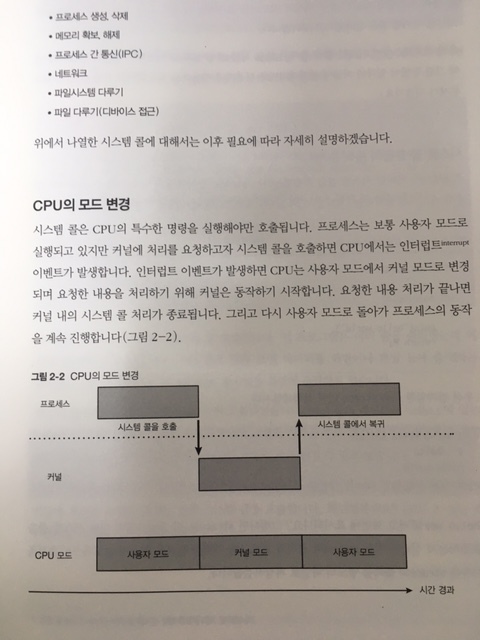 • 프로세스 생성, 삭제
• 메모리 확보, 해제
• 프로세스 간 통신(IPC)
• 네트워크
• 파일시스템 다루기
• 파일 다루기(디바이스 접근)
위에서 나열한 시스템 콜에 대해서는 이후 필요에 따라 자세히 설명하겠습니다.
CPU의 모드 변경
시스템 콜은 CPU의 특수한 명령을 실행해야만 호출됩니다. 프로세스는 보통 사용자 모드로
실행되고 있지만 커널에 처리를 요청하고자 시스템 콜을 호출하면 CPU에서는 인터럽트interrupt
이벤트가 발생합니다. 인터럽트 이벤트가 발생하면 CPU는 사용자 모드에서 커널 모드로 변경
되며 요청한 내용을 처리하기 위해 커널은 동작하기 시작합니다. 요청한 내용 처리가 끝나면
커널 내의 시스템 콜 처리가 종료됩니다. 그리고 다시 사용자 모드로 돌아가 프로세스의 동작
을 계속 진행합니다(그림 2-2).
그림 2-2 CPU의 모드 변경
프로세스
시스템 콜을 호출 시스템 콜에서 복귀
커널
CPU 모드 사용자 모드 커널 모드 사용자 모드
시간 경과